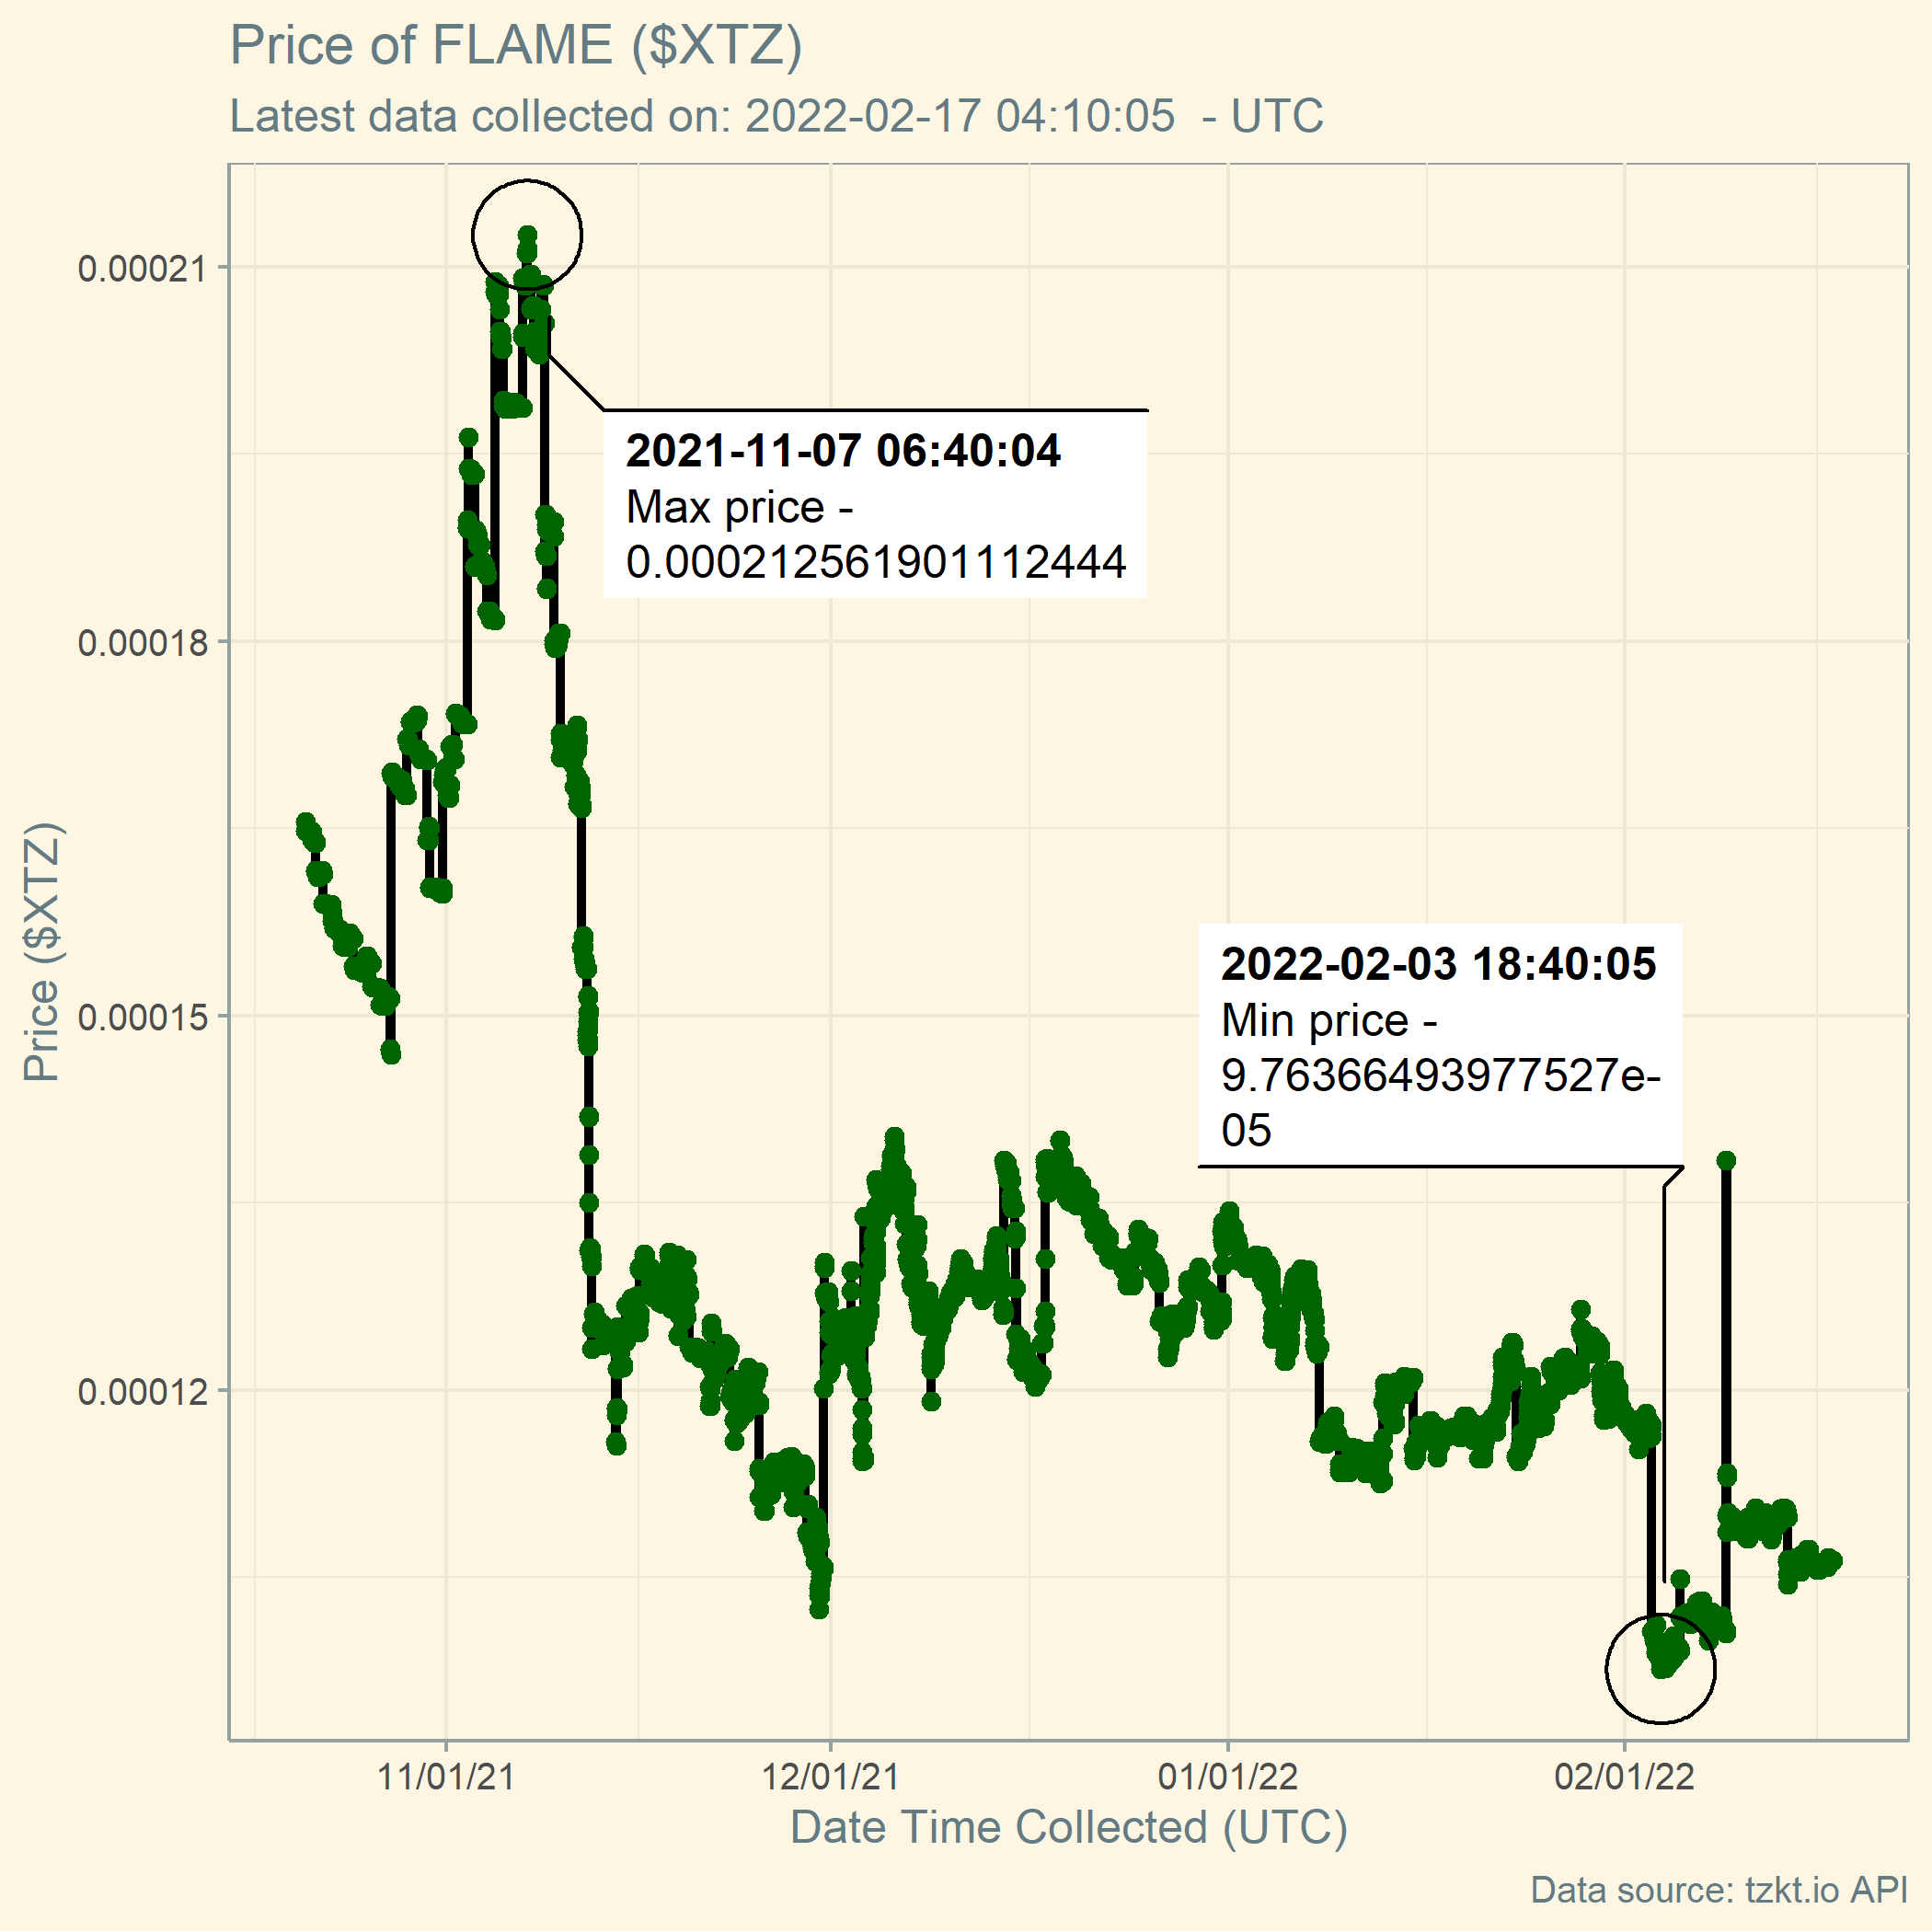 Price of FLAME ($XTZ)
Latest data collected on: 2022-02-17 04:10:05  - UTC
0.00021
0.00018
0.00015
0.00012
Price ($XTZ)
2021-11-07 06:40:04
Max price -
0.000212561901112444
2022-02-03 18:40:05
Min price -
9.76366493977527e-
05
11/01/21
12/01/21
01/01/22
02/01/22
Date Time Collected (UTC)
Data source: tzkt.io API